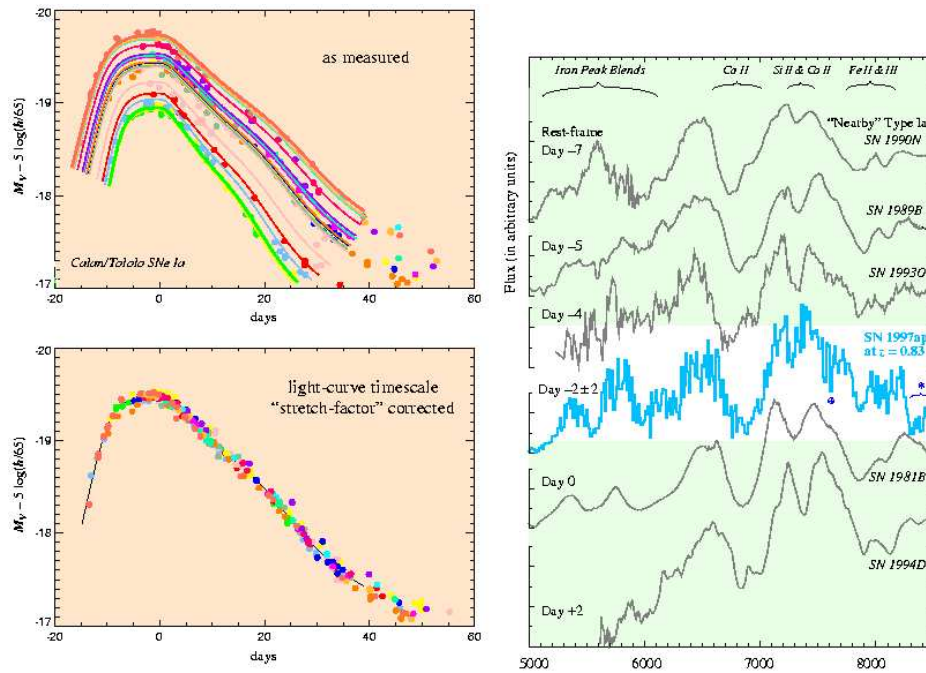 -20
-19
-18
-17
M_V – 5 log(h/65)
as measured
Calan/Tololo SNe Ia
-20 0 20 40 60
days
-20
-19
-18
-17
M_V – 5 log(h/65)
light-curve timescale
“stretch-factor” corrected
-20 0 20 40 60
days
Flux (in arbitrary units)
Iron Peak Blends
Ca II
Si II & Co II
Fe II & III
Rest-frame
Day –7
“Nearby” Type Ia
SN 1990N
SN 1989B
Day –5
SN 1993O
Day –4
SN 1997ap
at z = 0.83
Day –2±2
Day 0
SN 1981B
SN 1994D
Day +2
5000 6000 7000 8000